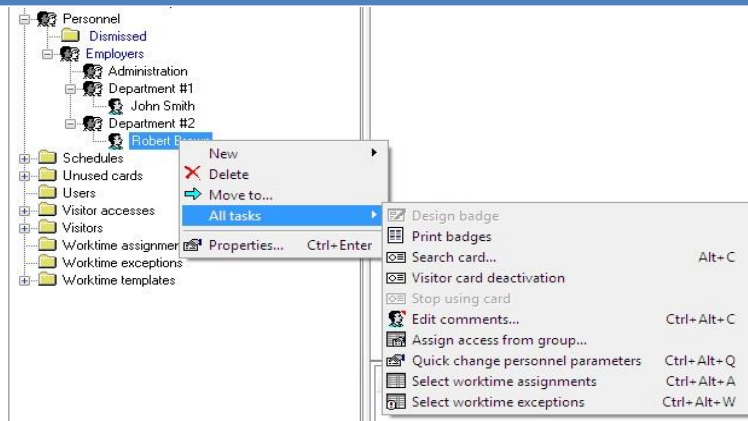 Personnel
Dismissed
Employers
Administration
Department #1
John Smith
Department #2
Robert
Schedules
Unused cards
Users
Visitor accesses
Visitors
Worktime
Worktime exceptions
Worktime templates
New
Delete
Move to...
All tasks
Properties... Ctrl+Enter
Design badge
Print badges
Search card... Alt+C
Visitor card deactivation
Stop using card
Edit comments... Ctrl+Alt+C
Assign access from group...
Quick change personnel parameters Ctrl+Alt+Q
Select worktime assignments Ctrl+Alt+A
Select worktime exceptions Ctrl+Alt+W